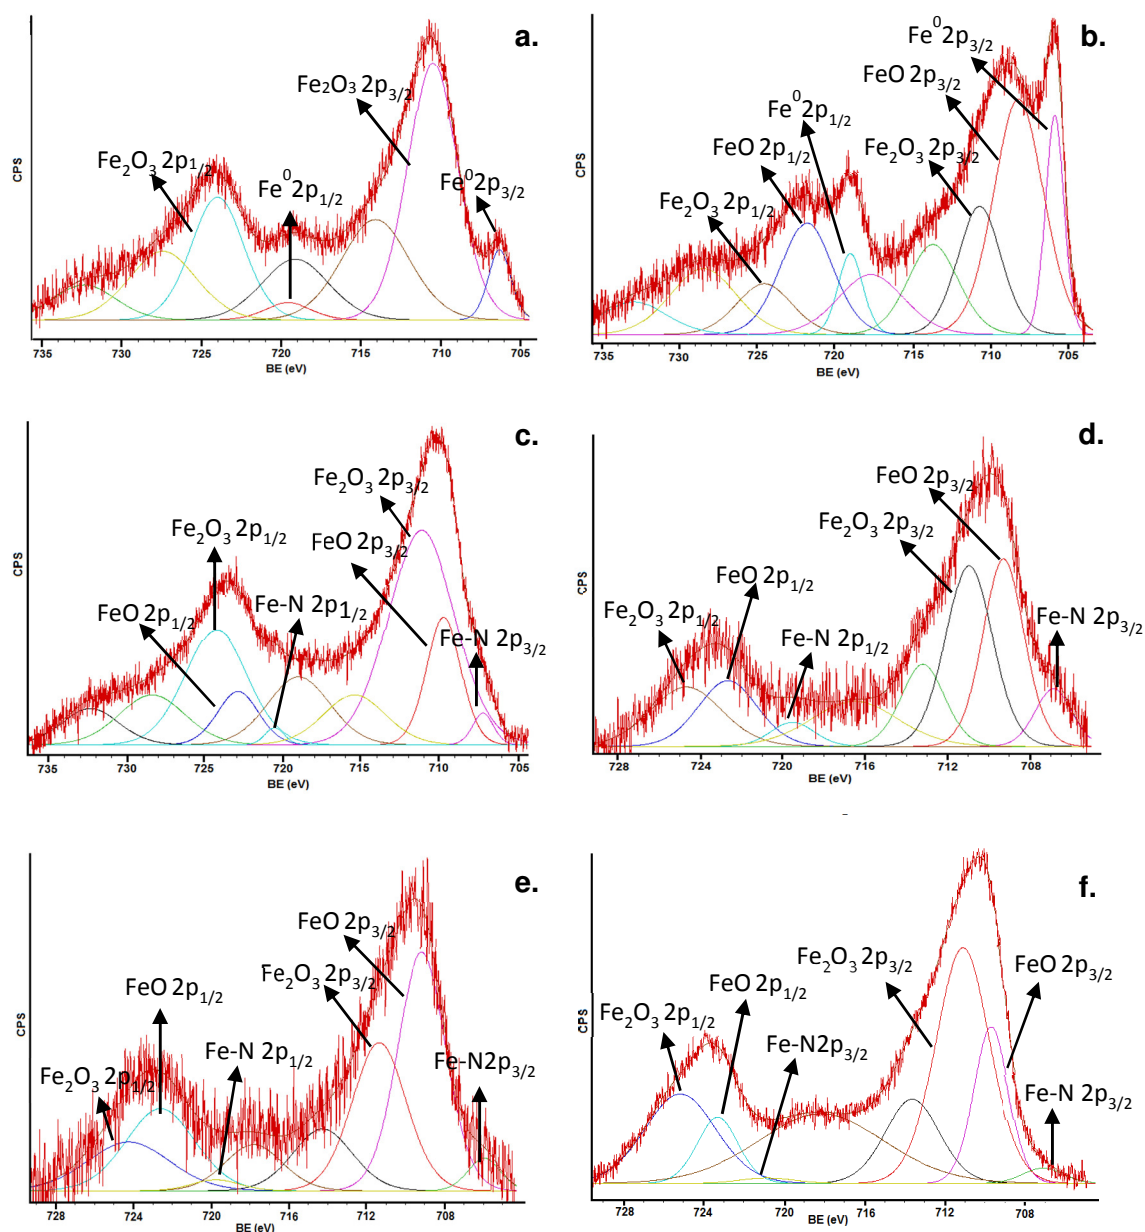 a.
Fe₂O₃ 2p₃/₂
Fe₂O₃ 2p₁/₂
Fe⁰ 2p₁/₂
Fe⁰ 2p₃/₂
CPS
735 730 725 720 715 710 705
BE (eV)
b.
Fe⁰ 2p₃/₂
FeO 2p₃/₂
Fe⁰ 2p₁/₂
FeO 2p₁/₂
Fe₂O₃ 2p₃/₂
Fe₂O₃ 2p₁/₂
CPS
735 730 725 720 715 710 705
BE (eV)
c.
Fe₂O₃ 2p₃/₂
Fe₂O₃ 2p₁/₂
FeO 2p₃/₂
FeO 2p₁/₂
Fe-N 2p1/₂
Fe-N 2p₃/₂
CPS
735 730 725 720 715 710 705
BE (eV)
d.
FeO 2p₃/₂
Fe₂O₃ 2p₃/₂
FeO 2p₁/₂
Fe₂O₃ 2p₁/₂
Fe-N 2p₁/₂
Fe-N 2p₃/₂
CPS
728 724 720 716 712 708
BE (eV)
e.
FeO 2p₃/₂
Fe₂O₃ 2p₃/₂
FeO 2p₁/₂
Fe-N 2p₁/₂
Fe-N2p₃/₂
Fe₂O₃ 2p₁/₂
CPS
728 724 720 716 712 708
BE (eV)
f.
Fe₂O₃ 2p₃/₂
FeO 2p₃/₂
FeO 2p₁/₂
Fe₂O₃ 2p₁/₂
Fe-N2p₃/₂
Fe-N 2p₃/₂
CPS
728 724 720 716 712 708
BE (eV)